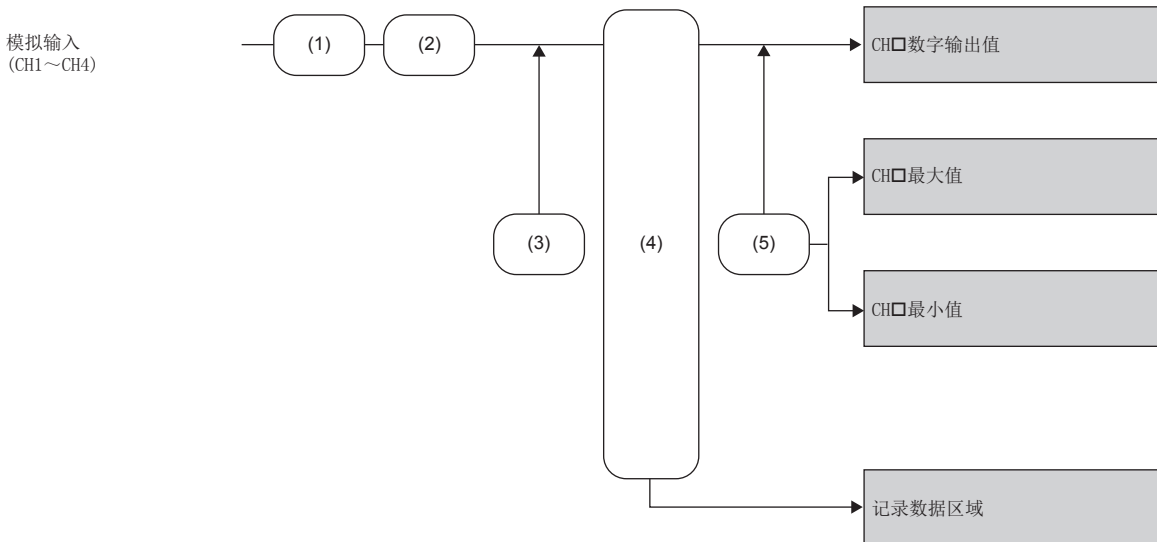 模拟输入
(CH1～CH4)
(1)
(2)
(3)
(4)
(5)
CH□数字输出值
CH□最大值
CH□最小值
记录数据区域